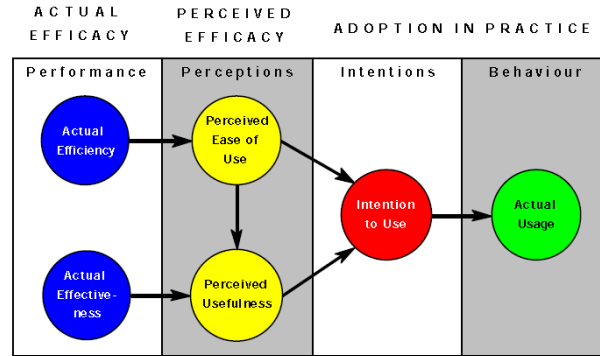 ACTUAL
EFFICACY
PERCEIVED
EFFICACY
ADOPTION IN PRACTICE
Performance
Perceptions
Intentions
Behaviour
Actual
Efficiency
Perceived
Ease of
Use
Intention
to Use
Actual
Usage
Actual
Effective-
ness
Perceived
Usefulness